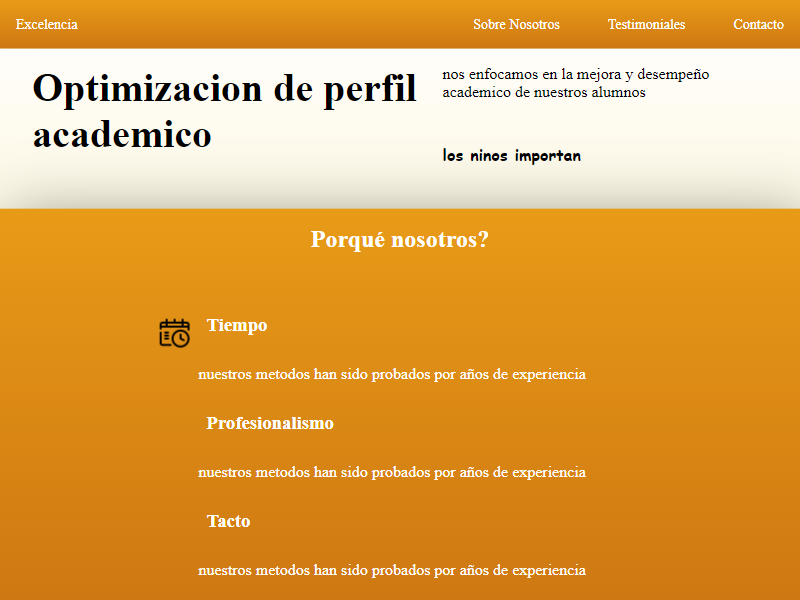 Excelencia
Sobre Nosotros
Testimoniales
Contacto
Optimizacion de perfil
academico
nos enfocamos en la mejora y desempeño
academico de nuestros alumnos
los ninos importan
Porqué nosotros?
Tiempo
nuestros metodos han sido probados por años de experiencia
Profesionalismo
nuestros metodos han sido probados por años de experiencia
Tacto
nuestros metodos han sido probados por años de experiencia